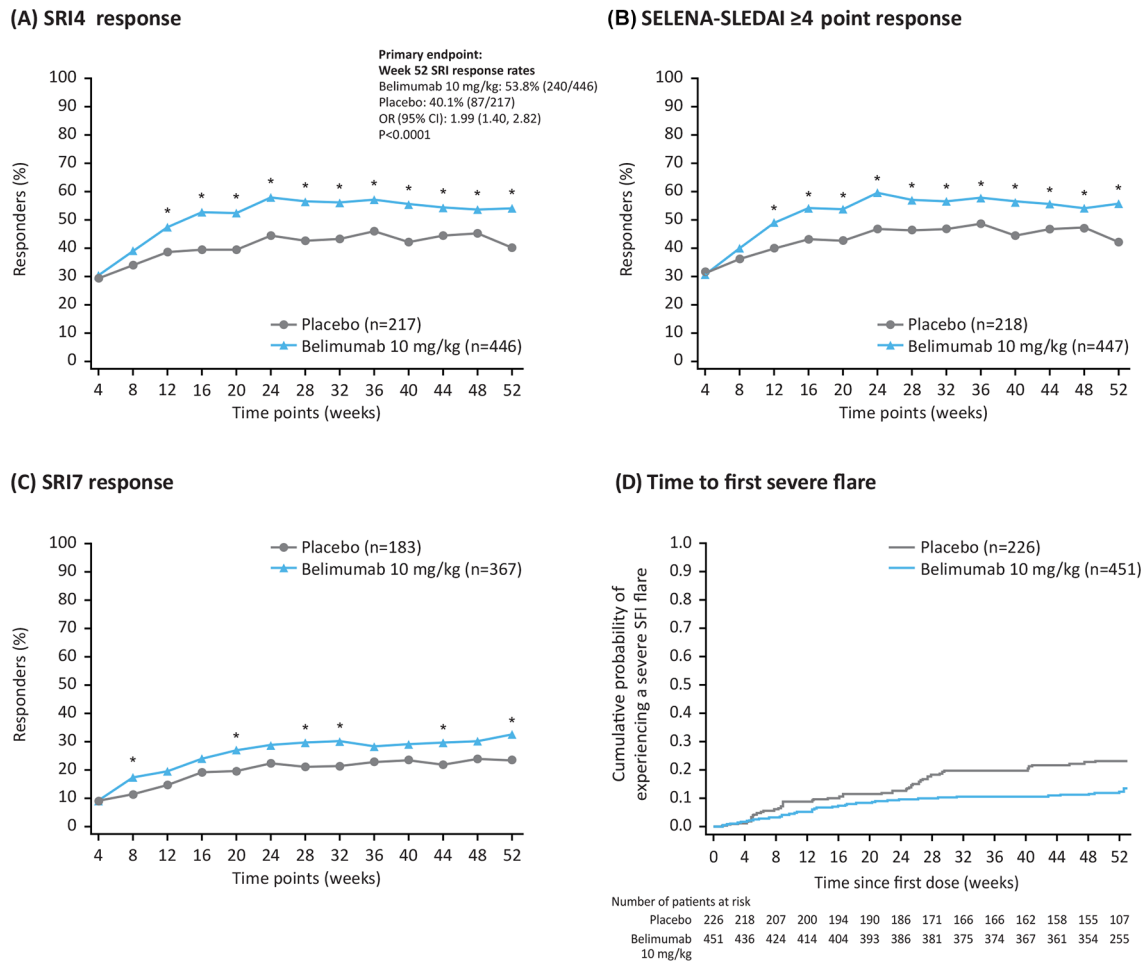 (A) SRI4 response
Primary endpoint:
Week 52 SRI response rates
Belimumab 10 mg/kg: 53.8% (240/446)
Placebo: 40.1% (87/217)
OR (95% CI): 1.99 (1.40, 2.82)
P<0.0001
Responders (%)
100
90
80
70
60
50
40
30
20
10
0
* * * * * * * * * * *
Placebo (n=217)
Belimumab 10 mg/kg (n=446)
4 8 12 16 20 24 28 32 36 40 44 48 52
Time points (weeks)
(B) SELENA-SLEDAI ≥4 point response
Responders (%)
100
90
80
70
60
50
40
30
20
10
0
* * * * * * * * * * *
Placebo (n=218)
Belimumab 10 mg/kg (n=447)
4 8 12 16 20 24 28 32 36 40 44 48 52
Time points (weeks)
(C) SRI7 response
Responders (%)
100
90
80
70
60
50
40
30
20
10
0
Placebo (n=183)
Belimumab 10 mg/kg (n=367)
* * * * * *
4 8 12 16 20 24 28 32 36 40 44 48 52
Time points (weeks)
(D) Time to first severe flare
Cumulative probability of
experiencing a severe SFI flare
1.0
0.9
0.8
0.7
0.6
0.5
0.4
0.3
0.2
0.1
0.0
Placebo (n=226)
Belimumab 10 mg/kg (n=451)
0 4 8 12 16 20 24 28 32 36 40 44 48 52
Time since first dose (weeks)
Number of patients at risk
Placebo 226 218 207 200 194 190 186 171 166 166 162 158 155 107
Belimumab 451 436 424 414 404 393 386 381 375 374 367 361 354 255
10 mg/kg